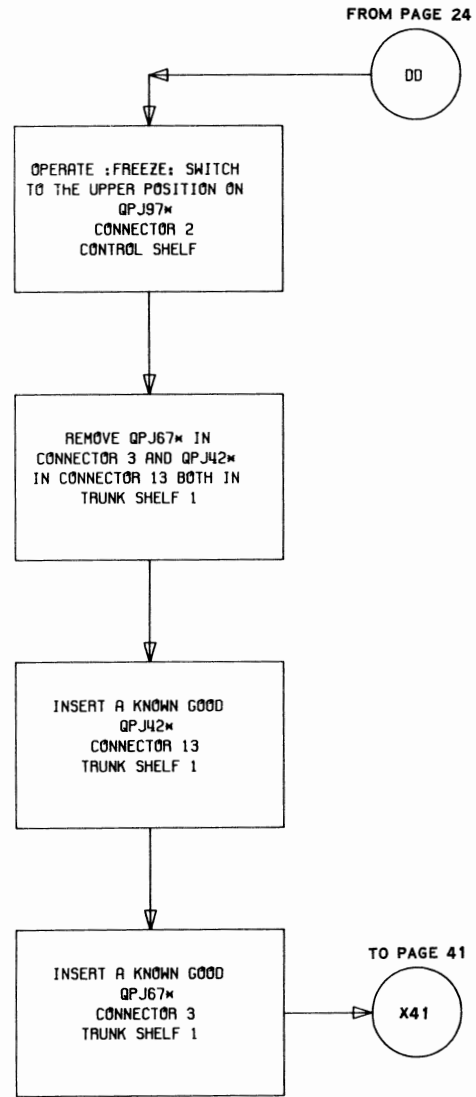 FROM PAGE 24
DD
OPERATE :FREEZE: SWITCH
TO THE UPPER POSITION ON
QPJ97*
CONNECTOR 2
CONTROL SHELF
REMOVE QPJ67* IN
CONNECTOR 3 AND QPJ42*
IN CONNECTOR 13 BOTH IN
TRUNK SHELF 1
INSERT A KNOWN GOOD
QPJ42*
CONNECTOR 13
TRUNK SHELF 1
INSERT A KNOWN GOOD
QPJ67*
CONNECTOR 3
TRUNK SHELF 1
TO PAGE 41
X41